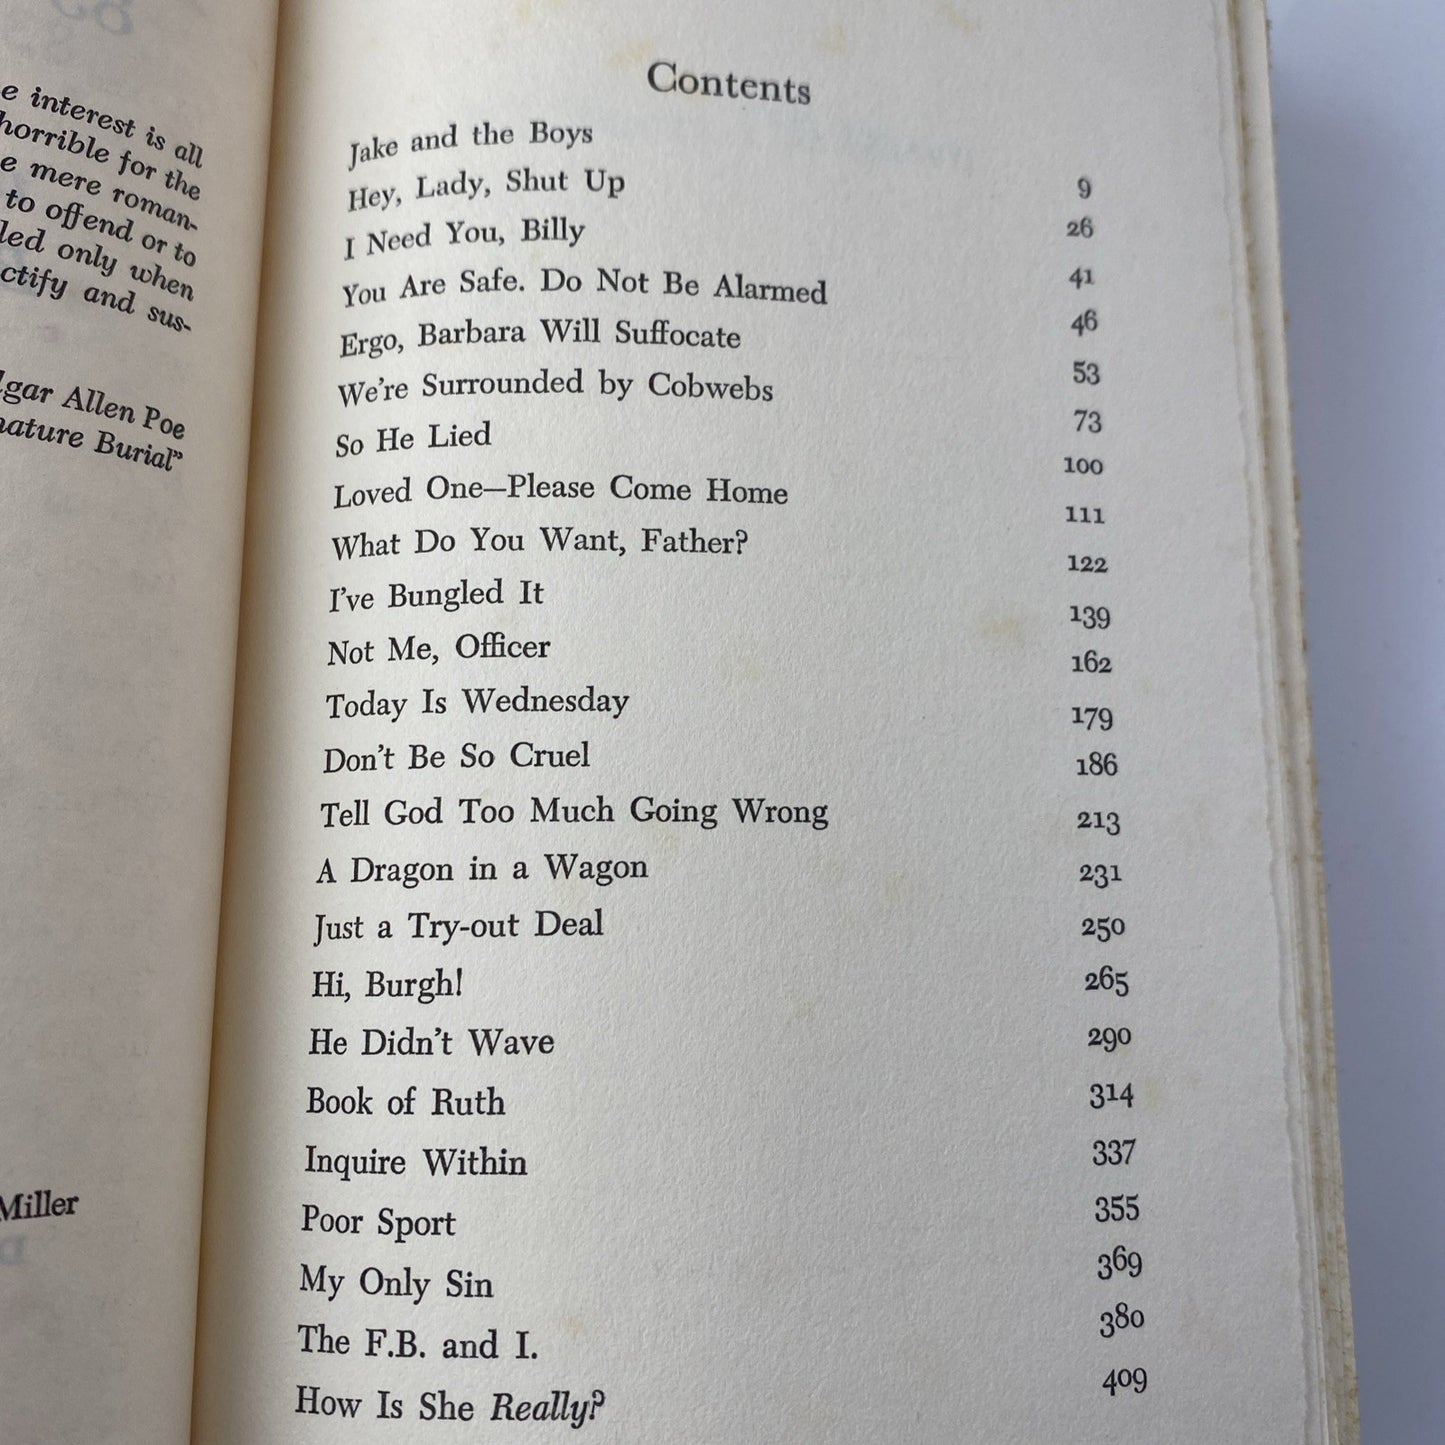 e interest is all
horrible for the
e mere roman-
to offend or to
led only when
ctify and sus-
gar Allen Poe
ature Burial”
Miller
Contents
Jake and the Boys 9
Hey, Lady, Shut Up 26
I Need You, Billy 41
You Are Safe. Do Not Be Alarmed 46
Ergo, Barbara Will Suffocate 53
We’re Surrounded by Cobwebs 73
So He Lied 100
Loved One—Please Come Home 111
What Do You Want, Father? 122
I’ve Bungled It 139
Not Me, Officer 162
Today Is Wednesday 179
Don’t Be So Cruel 186
Tell God Too Much Going Wrong 213
A Dragon in a Wagon 231
Just a Try-out Deal 250
Hi, Burgh! 265
He Didn’t Wave 290
Book of Ruth 314
Inquire Within 337
Poor Sport 355
My Only Sin 369
The F.B. and I. 380
How Is She Really? 409